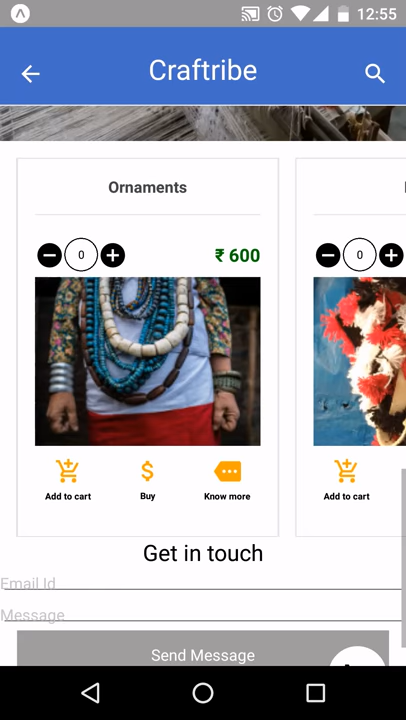 12:55
Craftribe
Ornaments
0
₹ 600
0
Add to cart
Buy
Know more
Add to cart
Get in touch
Email Id
Message
Send Message